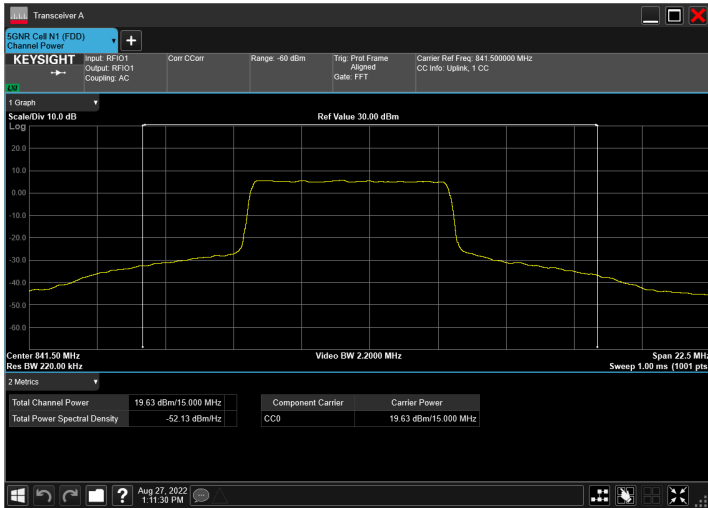 Transceiver A
5GNR Cell N1 (FDD)
Channel Power
KEYSIGHT
Input: RFIO1
Output: RFIO1
Coupling: AC
Corr CCorr
Range: -60 dBm
Trig: Prot Frame
Aligned
Gate: FFT
Carrier Ref Freq: 841.500000 MHz
CC Info: Uplink, 1 CC
LXI
1 Graph
Scale/Div 10.0 dB
Ref Value 30.00 dBm
Log
20.0
10.0
0.00
-10.0
-20.0
-30.0
-40.0
-50.0
-60.0
Center 841.50 MHz
Video BW 2.2000 MHz
Span 22.5 MHz
Res BW 220.00 kHz
Sweep 1.00 ms (1001 pts
2 Metrics
Total Channel Power 19.63 dBm/15.000 MHz
Total Power Spectral Density -52.13 dBm/Hz
Component Carrier Carrier Power
CC0 19.63 dBm/15.000 MHz
?
Aug 27, 2022
1:11:30 PM